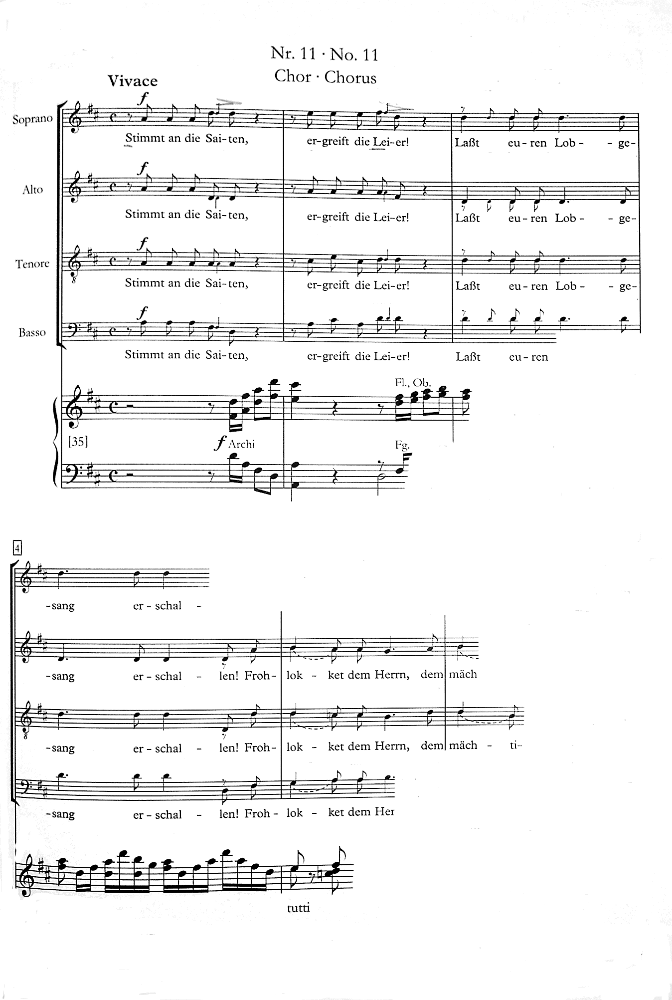 Nr. 11 · No. 11
Chor · Chorus
Vivace
f
Soprano
Stimmt an die Sai-ten, er-greift die Lei-er! Laßt eu-ren Lob - - ge-
f
Alto
Stimmt an die Sai-ten, er-greift die Lei-er! Laßt eu-ren Lob - - ge-
f
Tenore
Stimmt an die Sai-ten, er-greift die Lei-er! Laßt eu-ren Lob - - ge-
f
Basso
Stimmt an die Sai-ten, er-greift die Lei-er! Laßt eu-ren
Fl., Ob.
[35] f Archi Fg.
4
-sang er-schal -
-sang er-schal - len! Froh-lok - ket dem Herrn, dem mäch
-sang er-schal - len! Froh-lok - ket dem Herrn, dem mäch - ti-
-sang er-schal - len! Froh-lok - ket dem Her
tutti